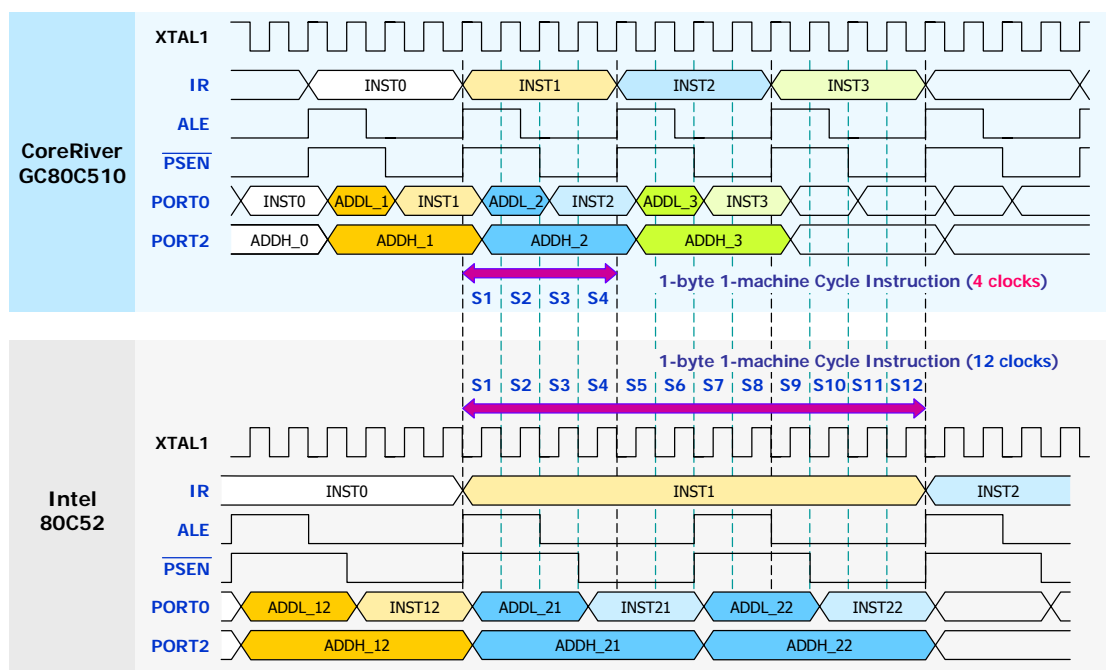 XTAL1
IR INST0 INST1 INST2 INST3
ALE
CoreRiver
GC80C510
PSEN
PORT0 INST0 ADDL_1 INST1 ADDL_2 INST2 ADDL_3 INST3
PORT2 ADDH_0 ADDH_1 ADDH_2 ADDH_3
1-byte 1-machine Cycle Instruction (4 clocks)
S1 S2 S3 S4
1-byte 1-machine Cycle Instruction (12 clocks)
S1 S2 S3 S4 S5 S6 S7 S8 S9 S10 S11 S12
XTAL1
IR INST0 INST1 INST2
Intel
80C52
ALE
PSEN
PORT0 ADDL_12 INST12 ADDL_21 INST21 ADDL_22 INST22
PORT2 ADDH_12 ADDH_21 ADDH_22